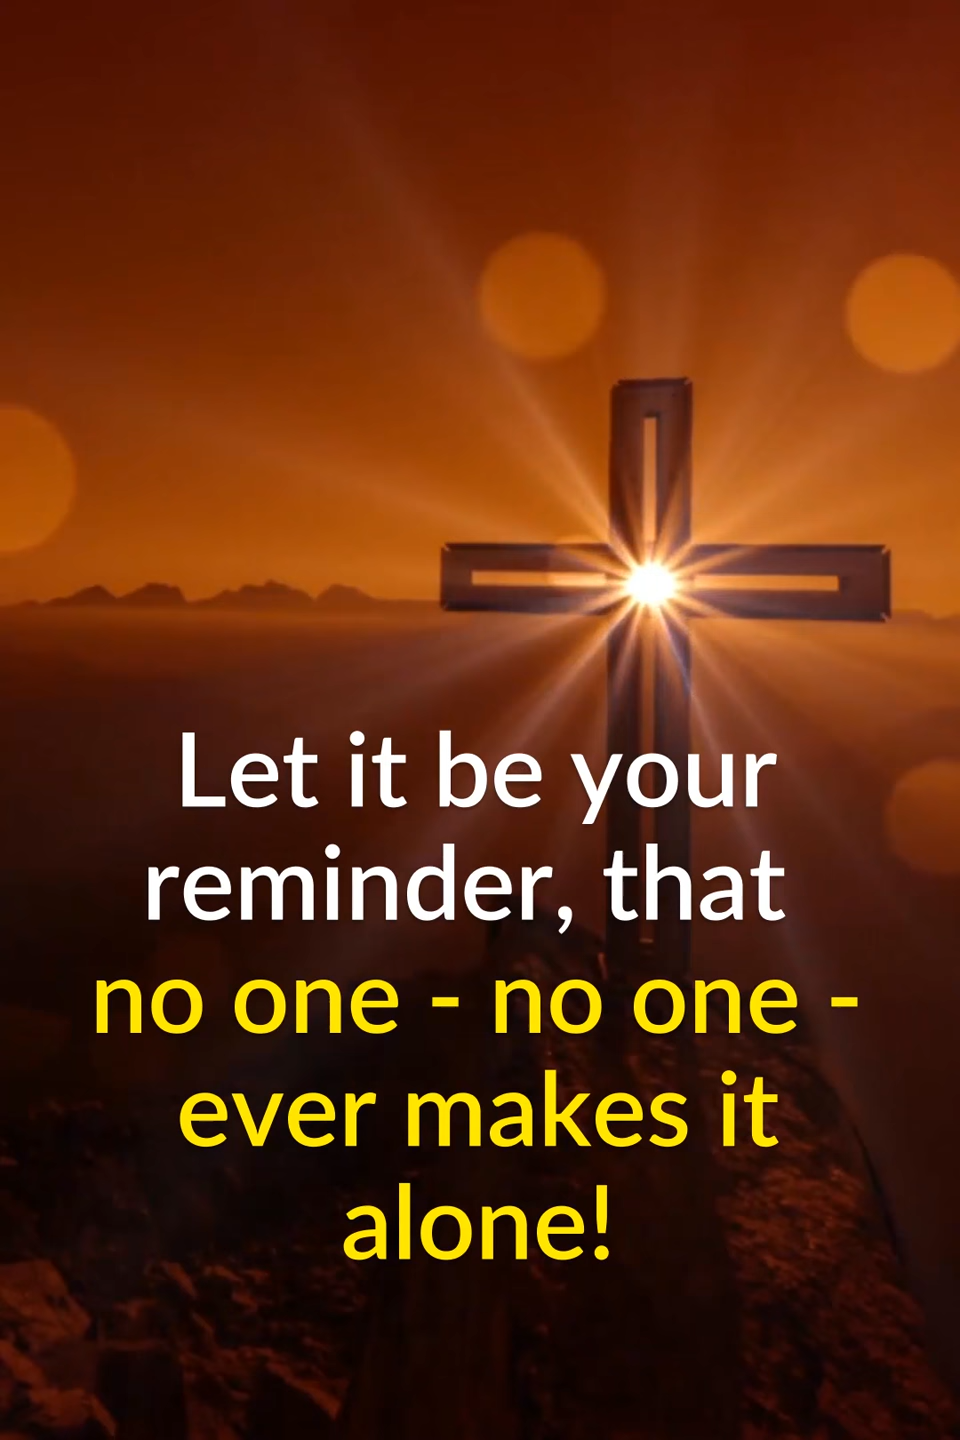 Let it be your
reminder, that
no one - no one -
ever makes it
alone!